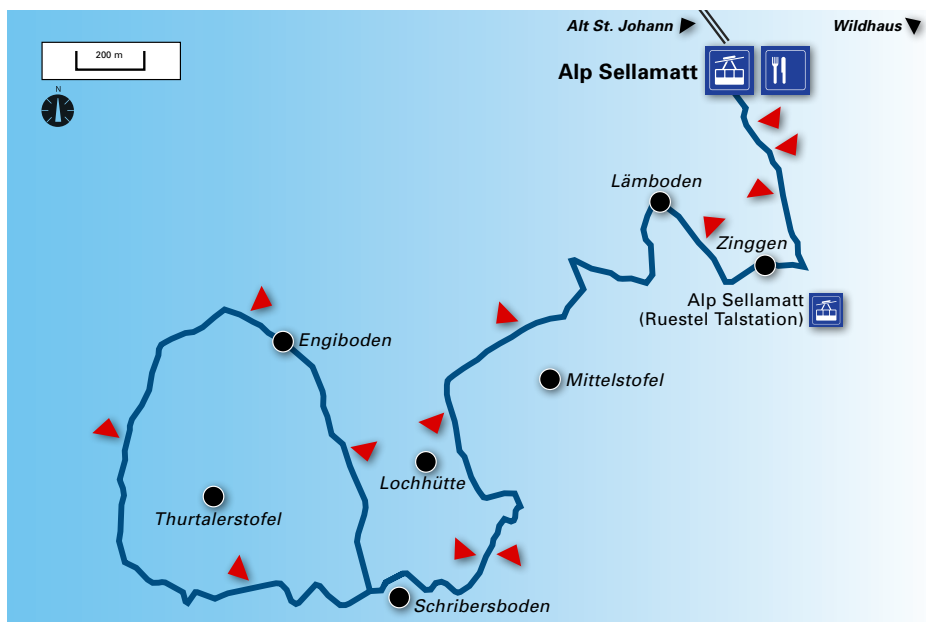 Alt St. Johann
Wildhaus
200 m
Alp Sellamatt
N
Lämboden
Zinggen
Alp Sellamatt
(Ruestel Talstation)
Engiboden
Mittelstofel
Lochhütte
Thurtalerstofel
Schribersboden